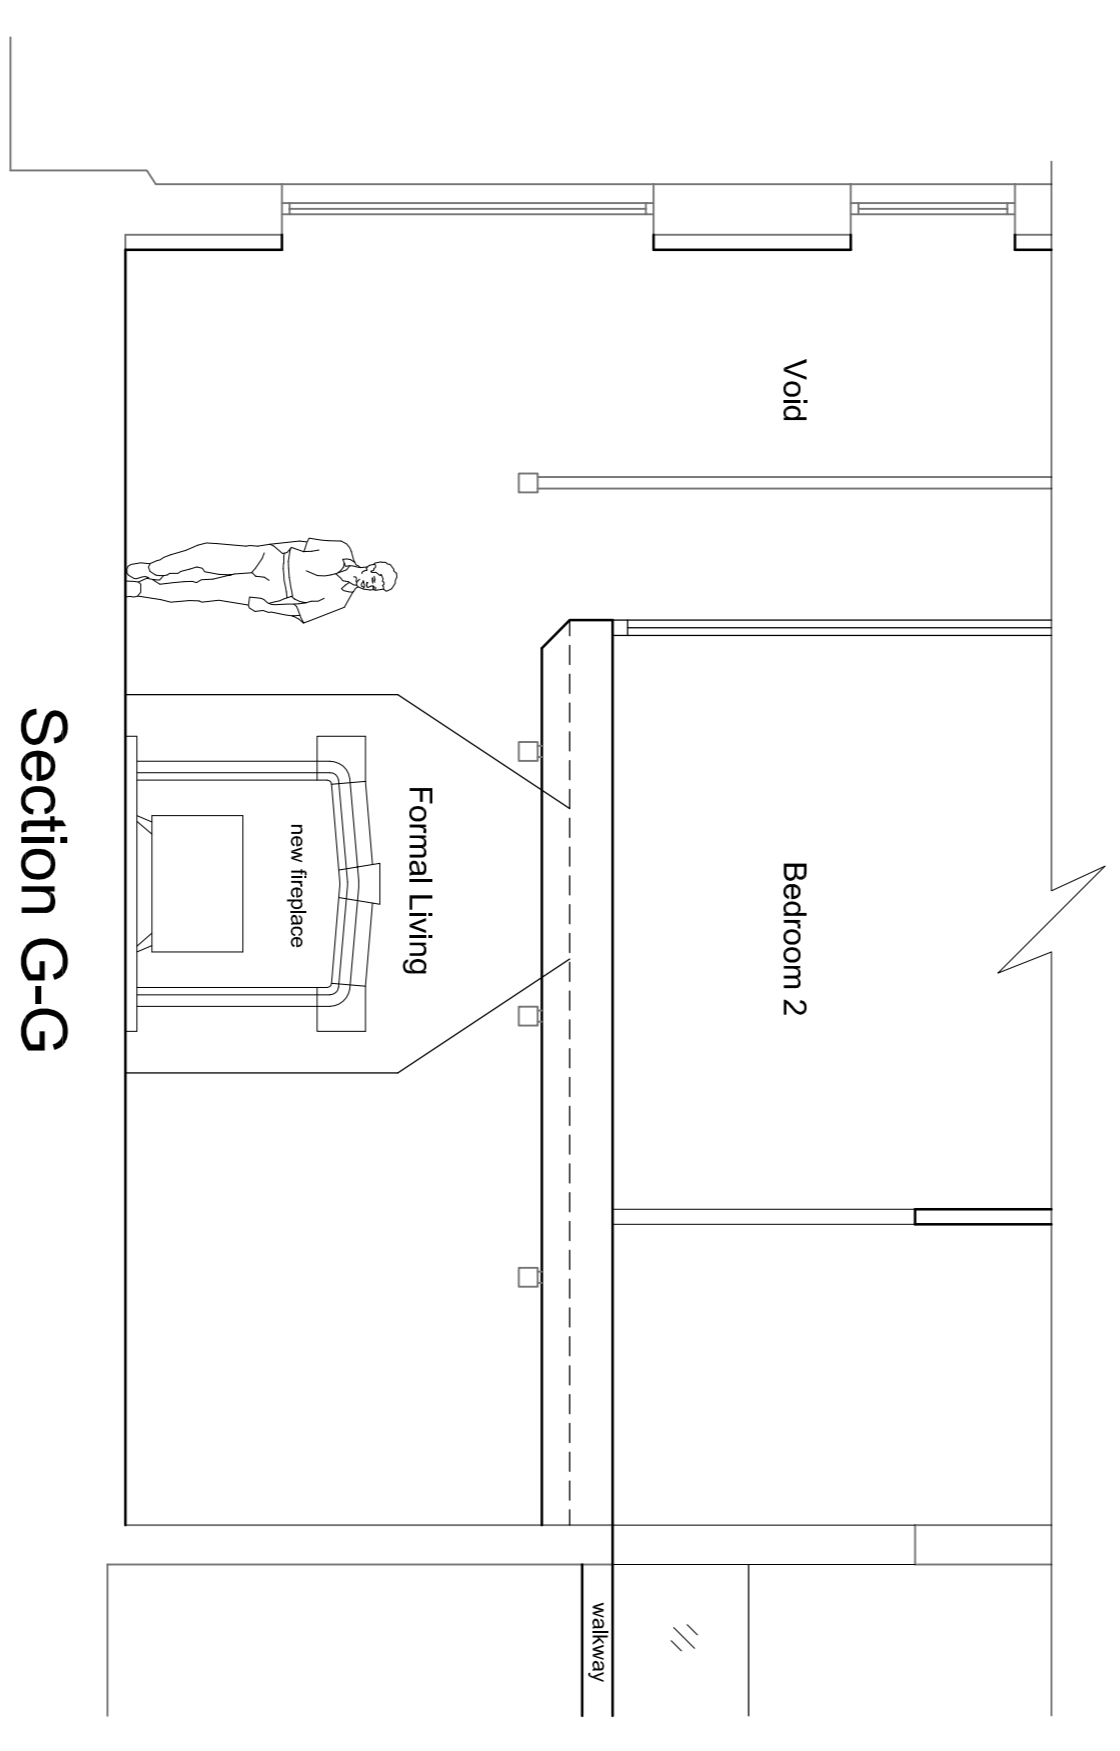 Void
Bedroom 2
Formal Living
new fireplace
walkway
Section G-G